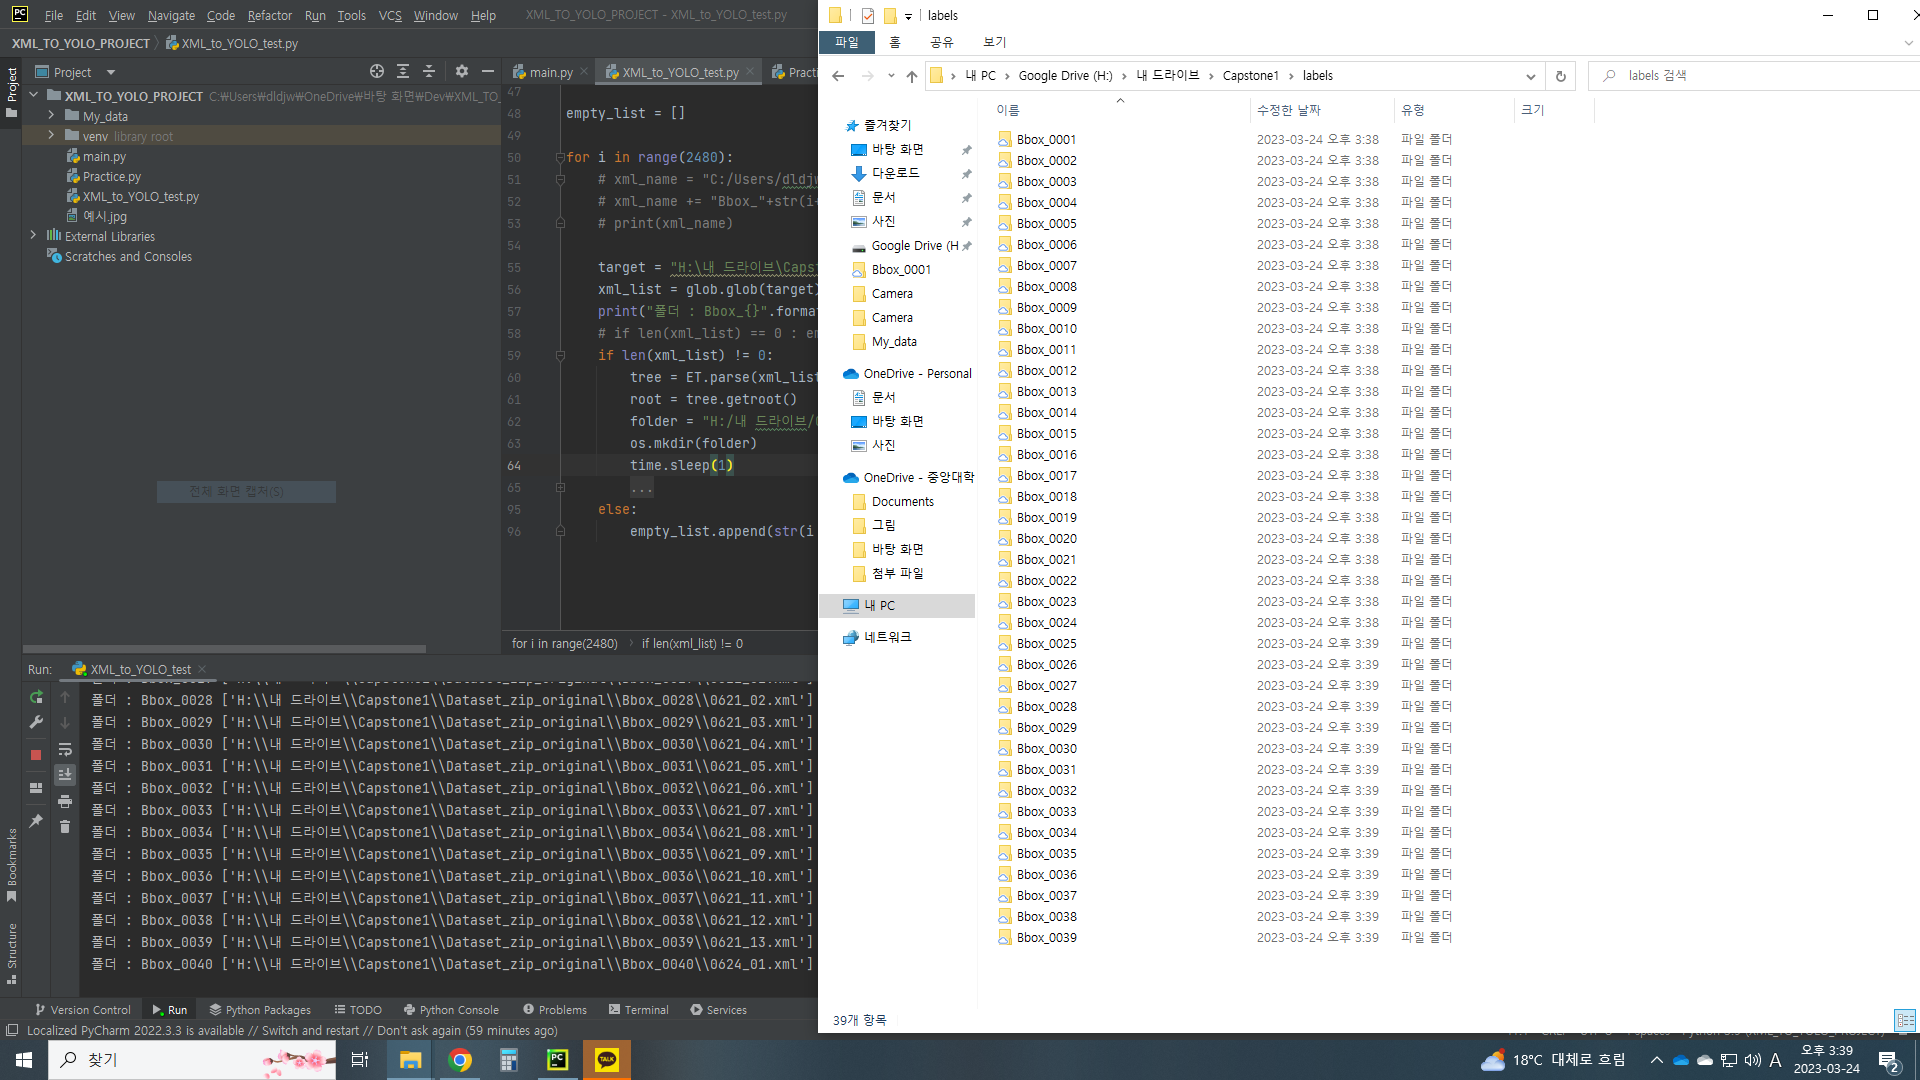 File Edit View Navigate Code Refactor Run Tools VCS Window Help XML_TO_YOLO_PROJECT - XML_to_YOLO_test.py
XML_TO_YOLO_PROJECT XML_to_YOLO_test.py
Project
XML_TO_YOLO_PROJECT C:₩Users₩dldjw₩OneDrive₩바탕 화면₩Dev₩XML_TO_
My_data
venv library root
main.py
Practice.py
XML_to_YOLO_test.py
예시.jpg
External Libraries
Scratches and Consoles
전체 화면 캡처(S)
Project
Bookmarks
Structure
main.py XML_to_YOLO_test.py Practi
47
48 empty_list = []
49
50 for i in range(2480):
51 # xml_name = "C:/Users/dldjw
52 # xml_name += "Bbox_"+str(i+
53 # print(xml_name)
54
55 target = "H:\내 드라이브\Capst
56 xml_list = glob.glob(target)
57 print("폴더 : Bbox_{}".forma
58 # if len(xml_list) == 0 : em
59 if len(xml_list) != 0:
60 tree = ET.parse(xml_list
61 root = tree.getroot()
62 folder = "H:/내 드라이브/
63 os.mkdir(folder)
64 time.sleep(1)
65 ...
95 else:
96 empty_list.append(str(i
for i in range(2480) if len(xml_list) != 0
Run: XML_to_YOLO_test
폴더 : Bbox_0028 ['H:\\내 드라이브\\Capstone1\\Dataset_zip_original\\Bbox_0028\\0621_02.xml']
폴더 : Bbox_0029 ['H:\\내 드라이브\\Capstone1\\Dataset_zip_original\\Bbox_0029\\0621_03.xml']
폴더 : Bbox_0030 ['H:\\내 드라이브\\Capstone1\\Dataset_zip_original\\Bbox_0030\\0621_04.xml']
폴더 : Bbox_0031 ['H:\\내 드라이브\\Capstone1\\Dataset_zip_original\\Bbox_0031\\0621_05.xml']
폴더 : Bbox_0032 ['H:\\내 드라이브\\Capstone1\\Dataset_zip_original\\Bbox_0032\\0621_06.xml']
폴더 : Bbox_0033 ['H:\\내 드라이브\\Capstone1\\Dataset_zip_original\\Bbox_0033\\0621_07.xml']
폴더 : Bbox_0034 ['H:\\내 드라이브\\Capstone1\\Dataset_zip_original\\Bbox_0034\\0621_08.xml']
폴더 : Bbox_0035 ['H:\\내 드라이브\\Capstone1\\Dataset_zip_original\\Bbox_0035\\0621_09.xml']
폴더 : Bbox_0036 ['H:\\내 드라이브\\Capstone1\\Dataset_zip_original\\Bbox_0036\\0621_10.xml']
폴더 : Bbox_0037 ['H:\\내 드라이브\\Capstone1\\Dataset_zip_original\\Bbox_0037\\0621_11.xml']
폴더 : Bbox_0038 ['H:\\내 드라이브\\Capstone1\\Dataset_zip_original\\Bbox_0038\\0621_12.xml']
폴더 : Bbox_0039 ['H:\\내 드라이브\\Capstone1\\Dataset_zip_original\\Bbox_0039\\0621_13.xml']
폴더 : Bbox_0040 ['H:\\내 드라이브\\Capstone1\\Dataset_zip_original\\Bbox_0040\\0624_01.xml']
Version Control Run Python Packages TODO Python Console Problems Terminal Services
Localized PyCharm 2022.3.3 is available // Switch and restart // Don't ask again (59 minutes ago)
labels
파일 홈 공유 보기
내 PC Google Drive (H:) 내 드라이브 Capstone1 labels
labels 검색
즐겨찾기
바탕 화면
다운로드
문서
사진
Google Drive (H
Bbox_0001
Camera
Camera
My_data
OneDrive - Personal
문서
바탕 화면
사진
OneDrive - 중앙대학
Documents
그림
바탕 화면
첨부 파일
내 PC
네트워크
이름 수정한 날짜 유형 크기
Bbox_0001 2023-03-24 오후 3:38 파일 폴더
Bbox_0002 2023-03-24 오후 3:38 파일 폴더
Bbox_0003 2023-03-24 오후 3:38 파일 폴더
Bbox_0004 2023-03-24 오후 3:38 파일 폴더
Bbox_0005 2023-03-24 오후 3:38 파일 폴더
Bbox_0006 2023-03-24 오후 3:38 파일 폴더
Bbox_0007 2023-03-24 오후 3:38 파일 폴더
Bbox_0008 2023-03-24 오후 3:38 파일 폴더
Bbox_0009 2023-03-24 오후 3:38 파일 폴더
Bbox_0010 2023-03-24 오후 3:38 파일 폴더
Bbox_0011 2023-03-24 오후 3:38 파일 폴더
Bbox_0012 2023-03-24 오후 3:38 파일 폴더
Bbox_0013 2023-03-24 오후 3:38 파일 폴더
Bbox_0014 2023-03-24 오후 3:38 파일 폴더
Bbox_0015 2023-03-24 오후 3:38 파일 폴더
Bbox_0016 2023-03-24 오후 3:38 파일 폴더
Bbox_0017 2023-03-24 오후 3:38 파일 폴더
Bbox_0018 2023-03-24 오후 3:38 파일 폴더
Bbox_0019 2023-03-24 오후 3:38 파일 폴더
Bbox_0020 2023-03-24 오후 3:38 파일 폴더
Bbox_0021 2023-03-24 오후 3:38 파일 폴더
Bbox_0022 2023-03-24 오후 3:38 파일 폴더
Bbox_0023 2023-03-24 오후 3:38 파일 폴더
Bbox_0024 2023-03-24 오후 3:38 파일 폴더
Bbox_0025 2023-03-24 오후 3:39 파일 폴더
Bbox_0026 2023-03-24 오후 3:39 파일 폴더
Bbox_0027 2023-03-24 오후 3:39 파일 폴더
Bbox_0028 2023-03-24 오후 3:39 파일 폴더
Bbox_0029 2023-03-24 오후 3:39 파일 폴더
Bbox_0030 2023-03-24 오후 3:39 파일 폴더
Bbox_0031 2023-03-24 오후 3:39 파일 폴더
Bbox_0032 2023-03-24 오후 3:39 파일 폴더
Bbox_0033 2023-03-24 오후 3:39 파일 폴더
Bbox_0034 2023-03-24 오후 3:39 파일 폴더
Bbox_0035 2023-03-24 오후 3:39 파일 폴더
Bbox_0036 2023-03-24 오후 3:39 파일 폴더
Bbox_0037 2023-03-24 오후 3:39 파일 폴더
Bbox_0038 2023-03-24 오후 3:39 파일 폴더
Bbox_0039 2023-03-24 오후 3:39 파일 폴더
39개 항목
찾기
TALK
18°C 대체로 흐림
A
오후 3:39
2023-03-24
2